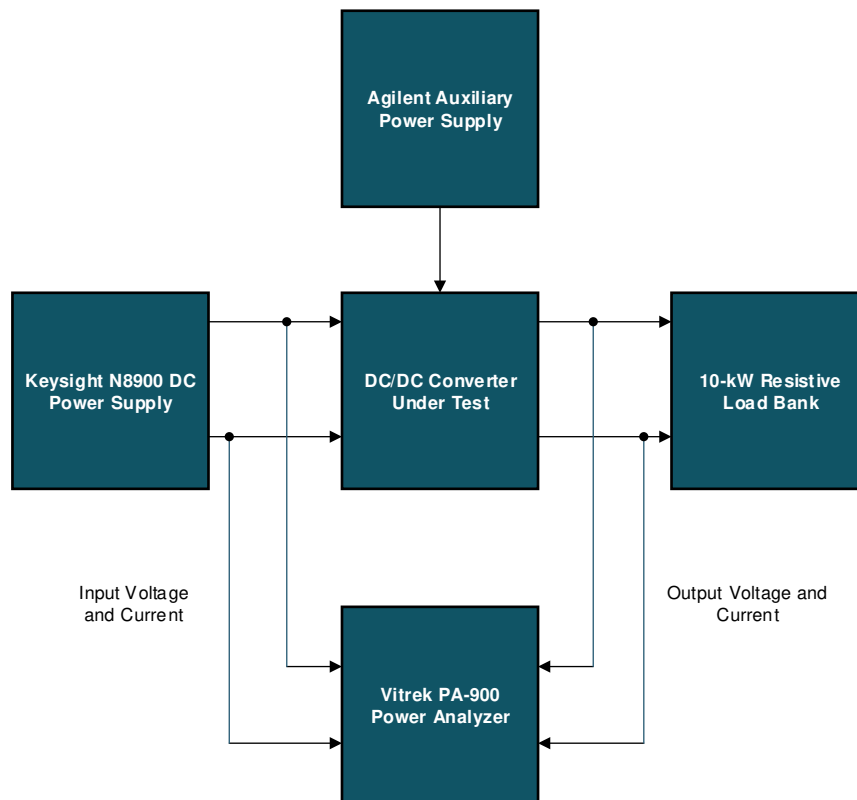 Agilent Auxiliary
Power Supply
Keysight N8900 DC
Power Supply
DC/DC Converter
Under Test
10-kW Resistive
Load Bank
Input Voltage
and Current
Output Voltage and
Current
Vitrek PA-900
Power Analyzer